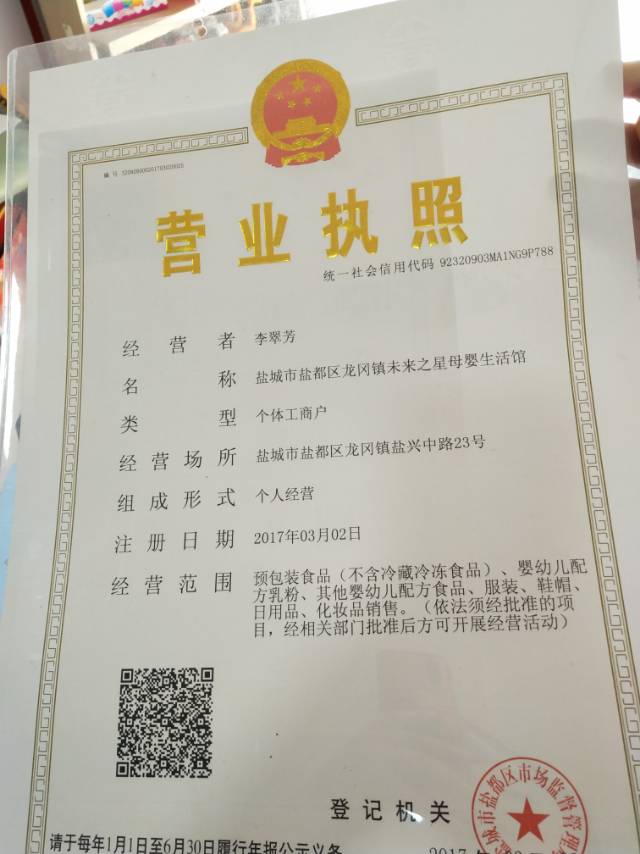 营业执照
统一社会信用代码 92320903MA1NG9P788
经营者 李翠芳
名称 盐城市盐都区龙冈镇未来之星母婴生活馆
类型 个体工商户
经营场所 盐城市盐都区龙冈镇盐兴中路23号
组成形式 个人经营
注册日期 2017年03月02日
经营范围 预包装食品（不含冷藏冷冻食品）、婴幼儿配
方乳粉、其他婴幼儿配方食品、服装、鞋帽、
日用品、化妆品销售。（依法须经批准的项
目，经相关部门批准后方可开展经营活动）
登记机关
盐城市盐都区市场监督管理
请于每年1月1日至6月30日履行年报公示义务
2017年